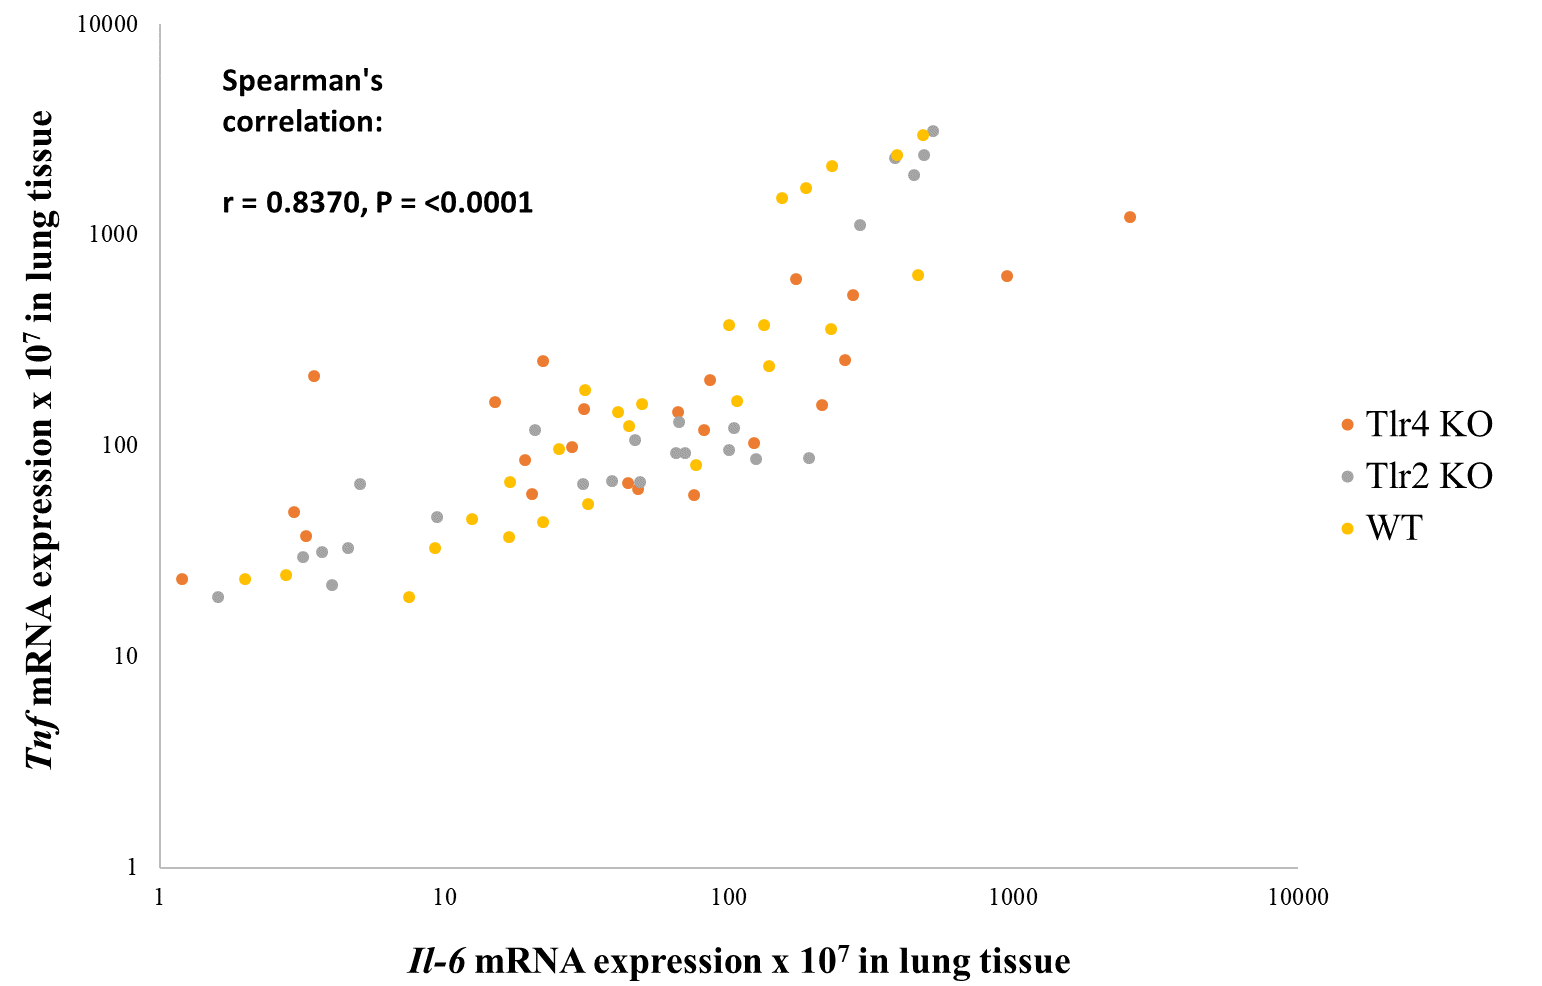 10000
Spearman's
correlation:
r = 0.8370, P = <0.0001
1000
100
10
1
Tnf mRNA expression x 10⁷ in lung tissue
1 10 100 1000 10000
Il-6 mRNA expression x 10⁷ in lung tissue
Tlr4 KO
Tlr2 KO
WT